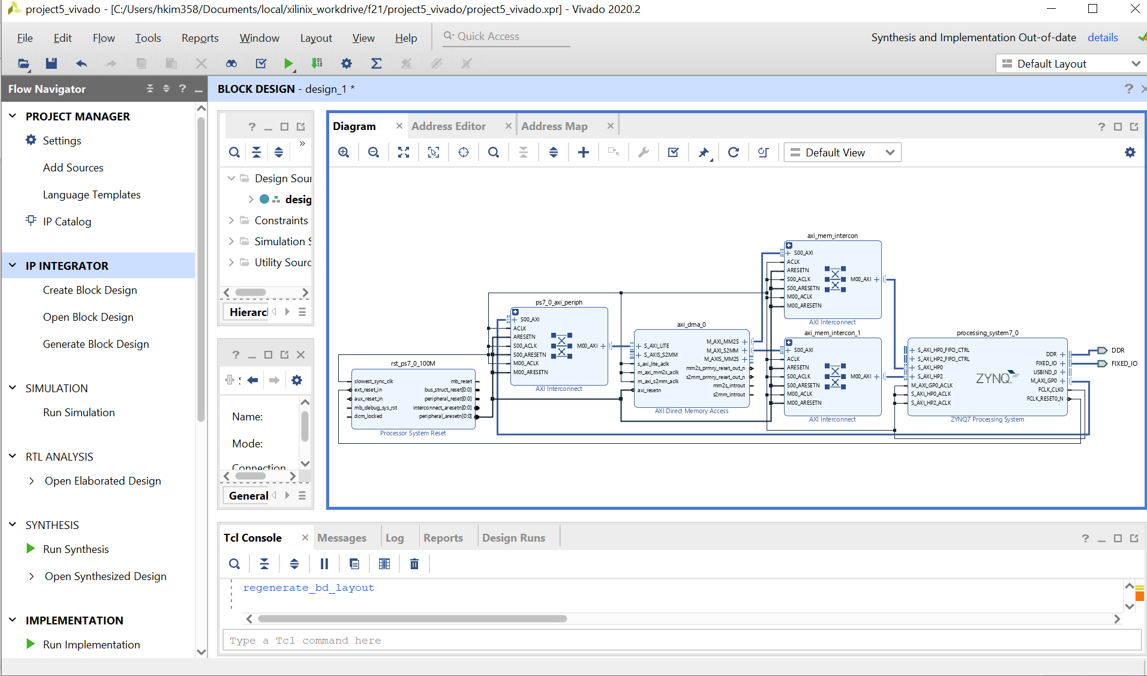 project5_vivado - [C:/Users/hkim358/Documents/local/xilinix_workdrive/f21/project5_vivado/project5_vivado.xpr] - Vivado 2020.2
File Edit Flow Tools Reports Window Layout View Help Quick Access
Synthesis and Implementation Out-of-date details
Default Layout
Flow Navigator
PROJECT MANAGER
Settings
Add Sources
Language Templates
IP Catalog
IP INTEGRATOR
Create Block Design
Open Block Design
Generate Block Design
SIMULATION
Run Simulation
RTL ANALYSIS
Open Elaborated Design
SYNTHESIS
Run Synthesis
Open Synthesized Design
IMPLEMENTATION
Run Implementation
BLOCK DESIGN - design_1 *
Design Sour
desig
Constraints
Simulation S
Utility Sourc
Hierarc
Name:
Mode:
Connection
General
Diagram Address Editor Address Map
Default View
rst_ps7_0_100M
slowest_sync_clk
ext_reset_in
aux_reset_in
mb_debug_sys_rst
dcm_locked
mb_reset
bus_struct_reset[0:0]
peripheral_reset[0:0]
interconnect_aresetn[0:0]
peripheral_aresetn[0:0]
Processor System Reset
ps7_0_axi_periph
S00_AXI
ACLK
ARESETN
S00_ACLK
S00_ARESETN
M00_ACLK
M00_ARESETN
M00_AXI
AXI Interconnect
axi_dma_0
S_AXI_LITE
S_AXIS_S2MM
s_axi_lite_aclk
m_axi_mm2s_aclk
m_axi_s2mm_aclk
axi_resetn
M_AXI_MM2S
M_AXI_S2MM
M_AXIS_MM2S
mm2s_prmry_reset_out_n
s2mm_prmry_reset_out_n
mm2s_introut
s2mm_introut
AXI Direct Memory Access
axi_mem_intercon
S00_AXI
ACLK
ARESETN
S00_ACLK
S00_ARESETN
M00_ACLK
M00_ARESETN
M00_AXI
AXI Interconnect
axi_mem_intercon_1
S00_AXI
ACLK
ARESETN
S00_ACLK
S00_ARESETN
M00_ACLK
M00_ARESETN
M00_AXI
AXI Interconnect
processing_system7_0
S_AXI_HP0_FIFO_CTRL
S_AXI_HP2_FIFO_CTRL
S_AXI_HP0
S_AXI_HP2
M_AXI_GP0_ACLK
S_AXI_HP0_ACLK
S_AXI_HP2_ACLK
ZYNQ
DDR
FIXED_IO
USBIND_0
M_AXI_GP0
FCLK_CLK0
FCLK_RESET0_N
ZYNQ7 Processing System
DDR
FIXED_IO
Tcl Console Messages Log Reports Design Runs
regenerate_bd_layout
Type a Tcl command here